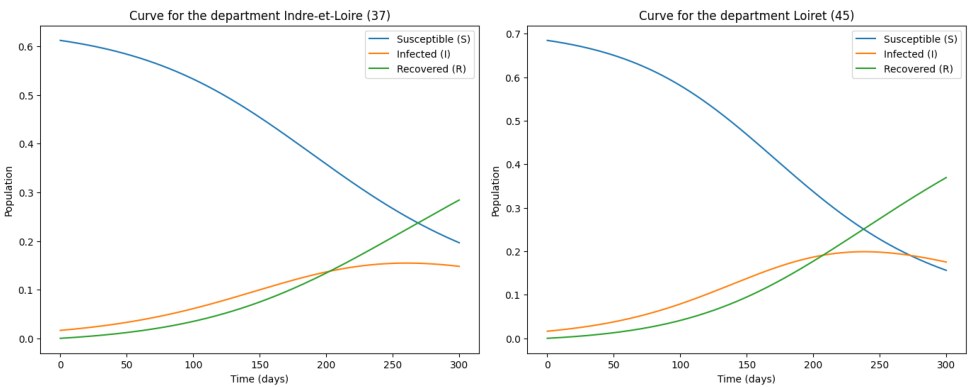 Curve for the department Indre-et-Loire (37)
Susceptible (S)
Infected (I)
Recovered (R)
Population
0.6
0.5
0.4
0.3
0.2
0.1
0.0
0 50 100 150 200 250 300
Time (days)
Curve for the department Loiret (45)
Susceptible (S)
Infected (I)
Recovered (R)
Population
0.7
0.6
0.5
0.4
0.3
0.2
0.1
0.0
0 50 100 150 200 250 300
Time (days)